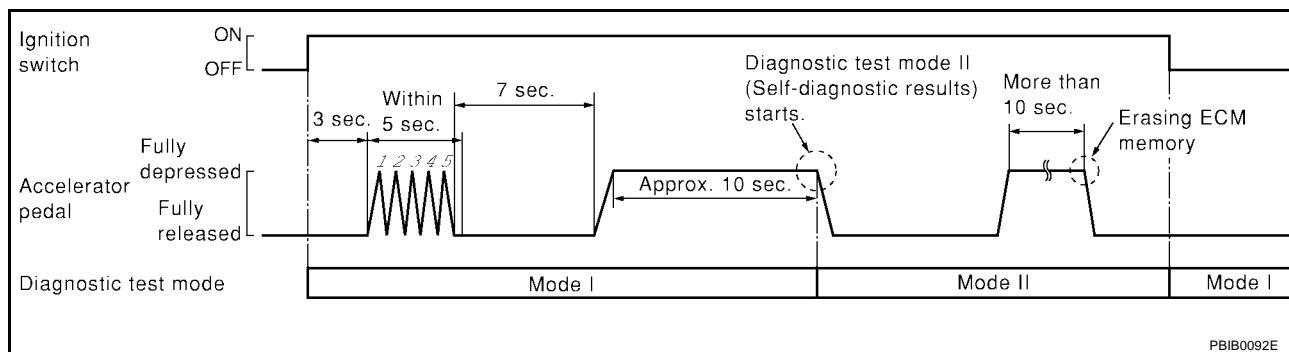 Ignition
switch
ON
OFF
Diagnostic test mode II
(Self-diagnostic results)
starts.
More than
10 sec.
Erasing ECM
memory
3 sec.
Within
5 sec.
7 sec.
Accelerator
pedal
Fully
depressed
Fully
released
1 2 3 4 5
Approx. 10 sec.
Diagnostic test mode
Mode I
Mode II
Mode I
PBIB0092E